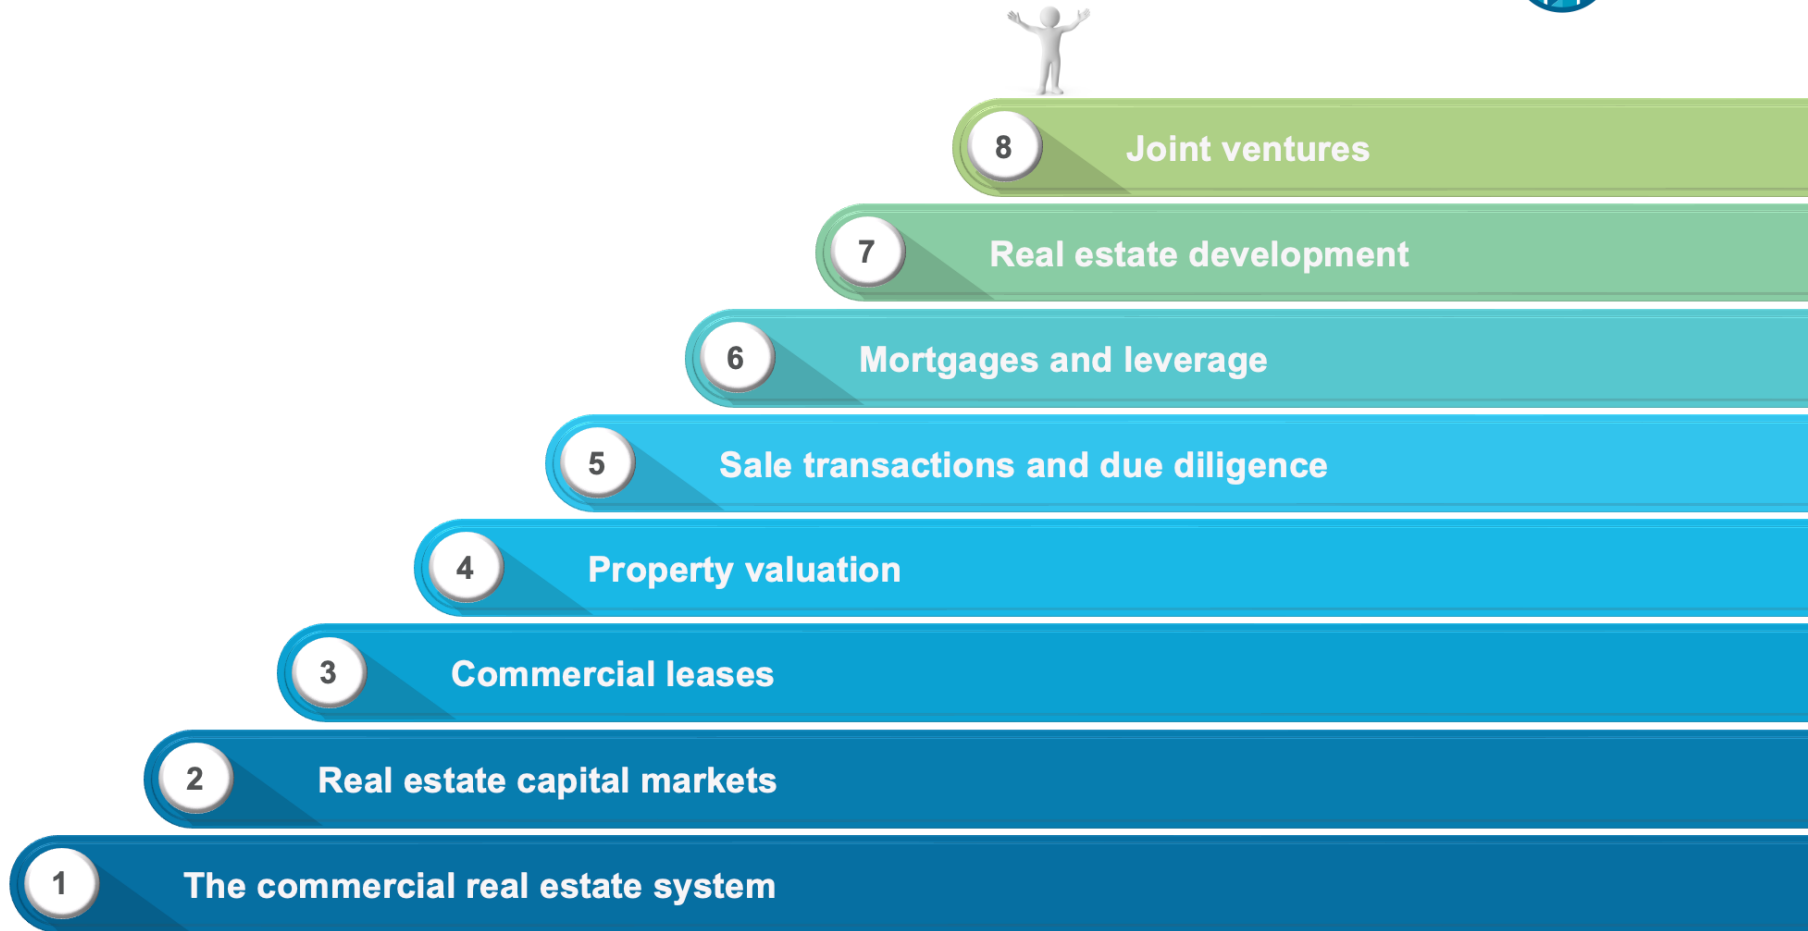 8 Joint ventures
7 Real estate development
6 Mortgages and leverage
5 Sale transactions and due diligence
4 Property valuation
3 Commercial leases
2 Real estate capital markets
1 The commercial real estate system